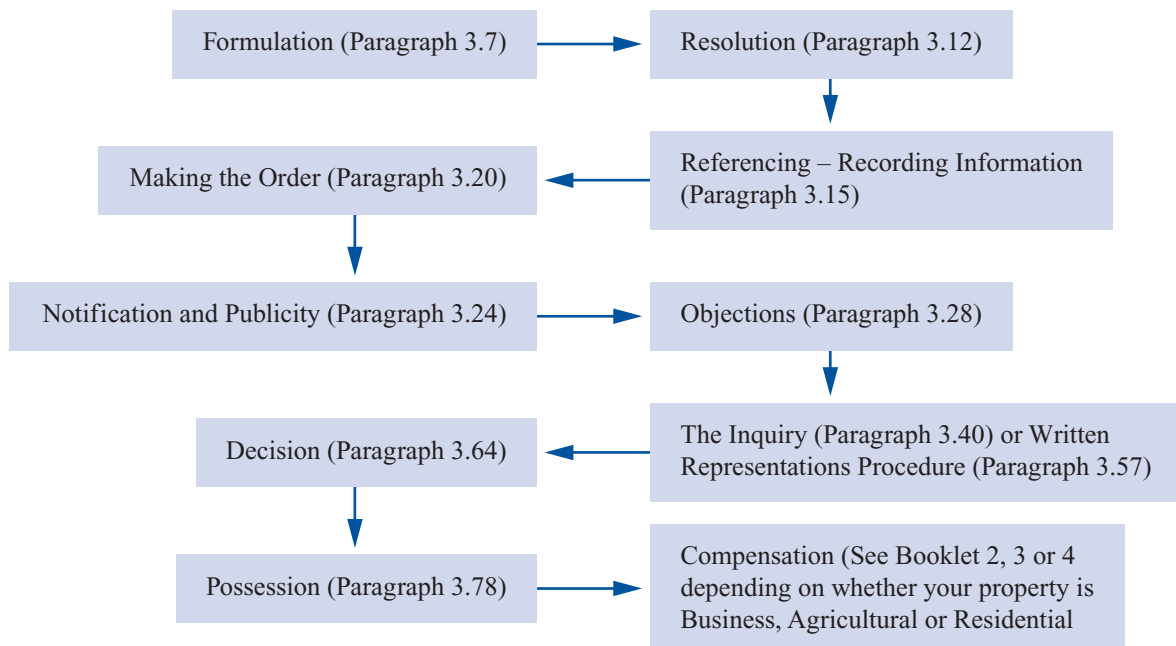 Formulation (Paragraph 3.7)
Resolution (Paragraph 3.12)
Referencing – Recording Information
(Paragraph 3.15)
Making the Order (Paragraph 3.20)
Notification and Publicity (Paragraph 3.24)
Objections (Paragraph 3.28)
The Inquiry (Paragraph 3.40) or Written
Representations Procedure (Paragraph 3.57)
Decision (Paragraph 3.64)
Possession (Paragraph 3.78)
Compensation (See Booklet 2, 3 or 4
depending on whether your property is
Business, Agricultural or Residential